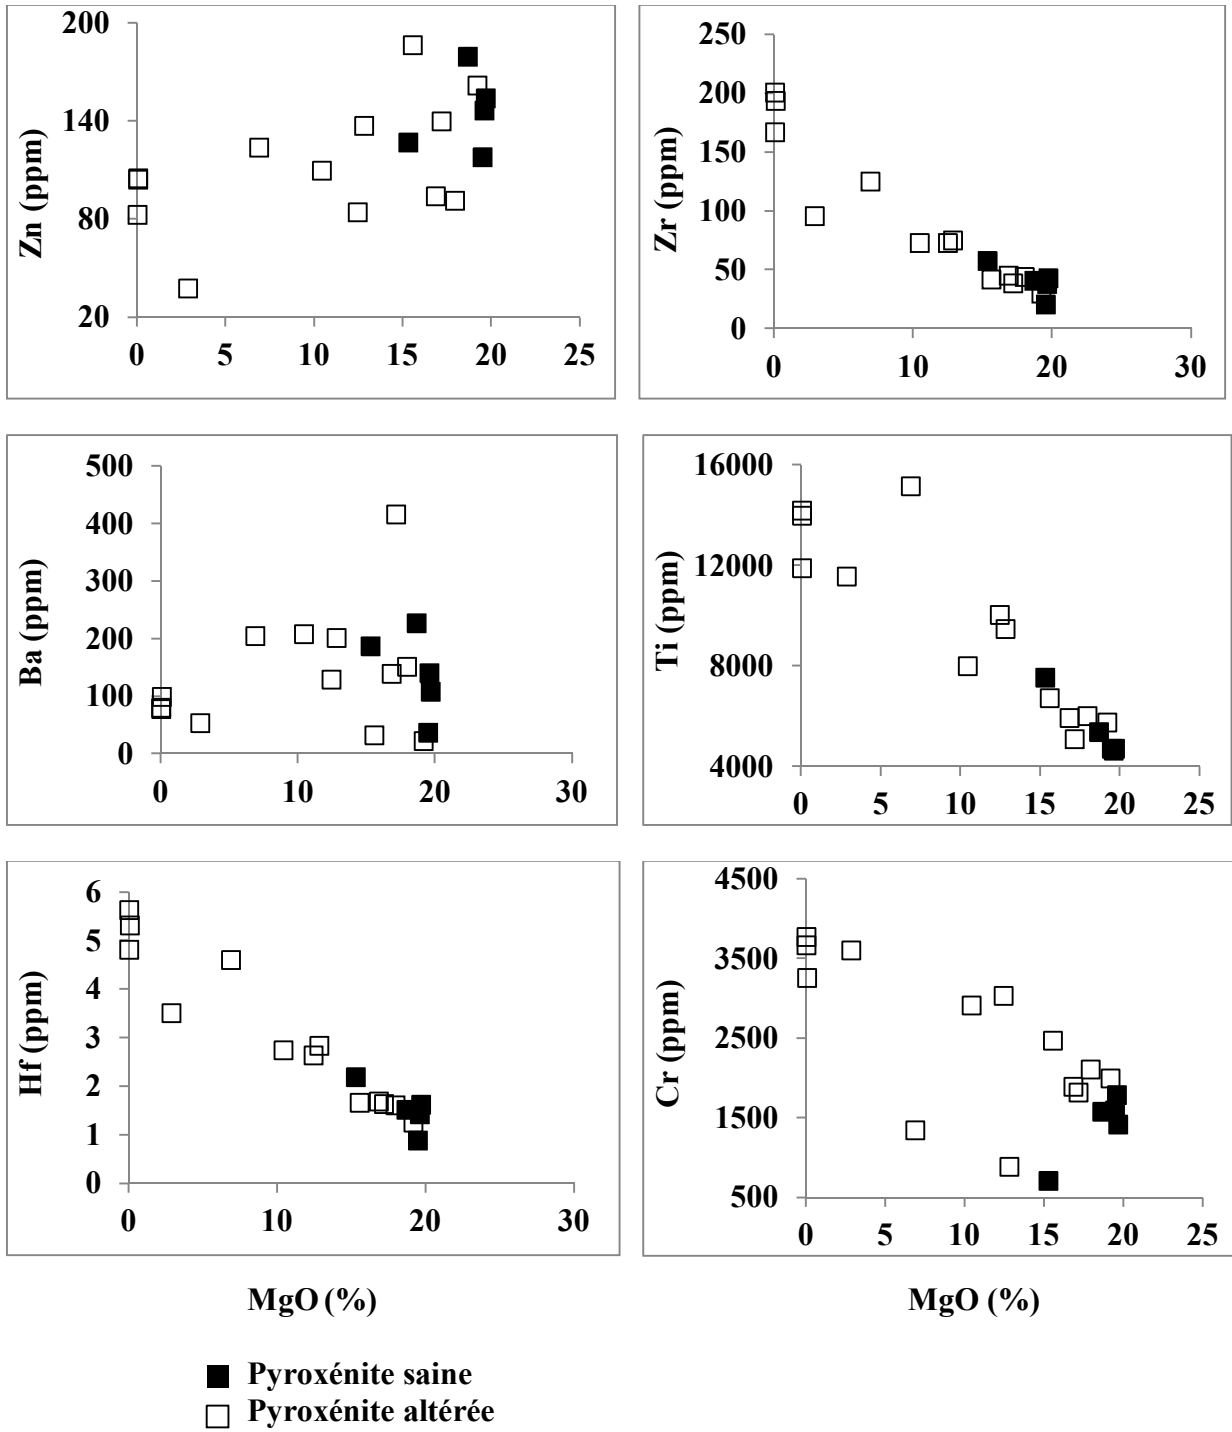 200
140
80
20
Zn (ppm)
0 5 10 15 20 25
250
200
150
100
50
0
Zr (ppm)
0 10 20 30
500
400
300
200
100
0
Ba (ppm)
0 10 20 30
16000
12000
8000
4000
Ti (ppm)
0 5 10 15 20 25
6
5
4
3
2
1
0
Hf (ppm)
0 10 20 30
4500
3500
2500
1500
500
Cr (ppm)
0 5 10 15 20 25
MgO (%)
MgO (%)
Pyroxénite saine
Pyroxénite altérée